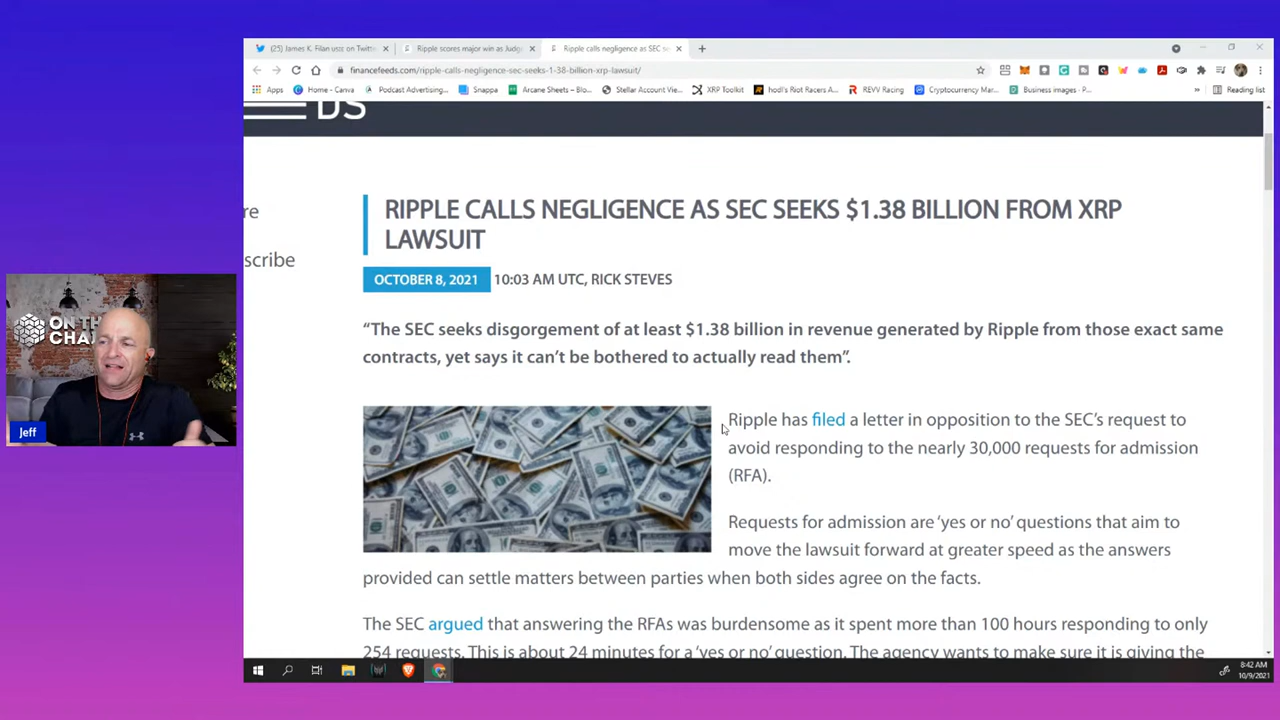 (25) James K. Filan usc on Twitte
Ripple scores major win as Judg
Ripple calls negligence as SEC se
financefeeds.com/ripple-calls-negligence-sec-seeks-1-38-billion-xrp-lawsuit/
Apps
Home - Canva
Podcast Advertising...
Snappa
Arcane Sheets – Blo...
Stellar Account Vie...
XRP Toolkit
hodl's Riot Racers A...
REVV Racing
Cryptocurrency Mar...
Business images · P...
»
Reading list
DS
re
scribe
RIPPLE CALLS NEGLIGENCE AS SEC SEEKS $1.38 BILLION FROM XRP
LAWSUIT
OCTOBER 8, 2021 10:03 AM UTC, RICK STEVES
“The SEC seeks disgorgement of at least $1.38 billion in revenue generated by Ripple from those exact same
contracts, yet says it can’t be bothered to actually read them”.
Ripple has filed a letter in opposition to the SEC’s request to
avoid responding to the nearly 30,000 requests for admission
(RFA).
Requests for admission are ‘yes or no’ questions that aim to
move the lawsuit forward at greater speed as the answers
provided can settle matters between parties when both sides agree on the facts.
The SEC argued that answering the RFAs was burdensome as it spent more than 100 hours responding to only
254 requests. This is about 24 minutes for a ‘yes or no’ question. The agency wants to make sure it is giving the
ON TH
CHA
Jeff
8:42 AM
10/9/2021